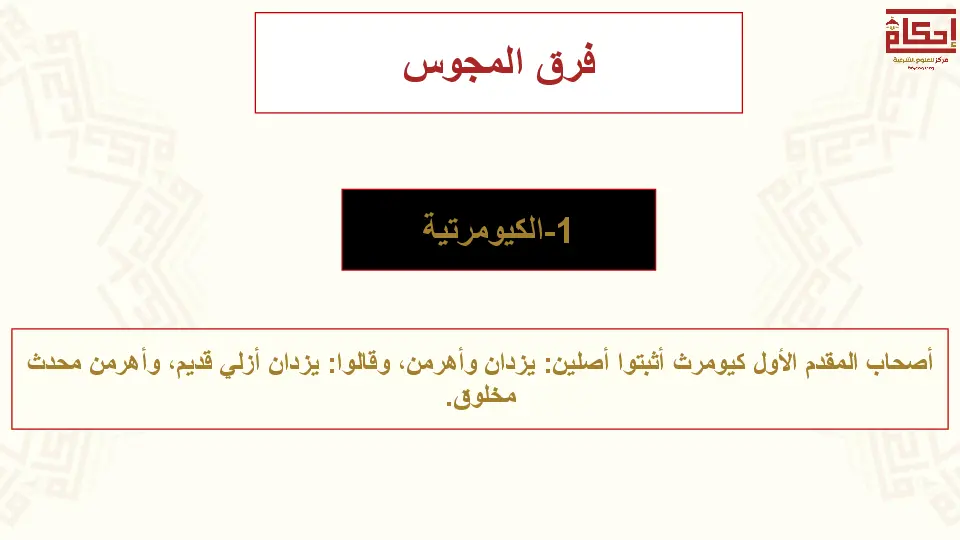 إحكام
مركز للعلوم الشرعية
فرق المجوس
1-الكيومرتية
أصحاب المقدم الأول كيومرث أثبتوا أصلين: يزدان وأهرمن، وقالوا: يزدان أزلي قديم، وأهرمن محدث
مخلوق.